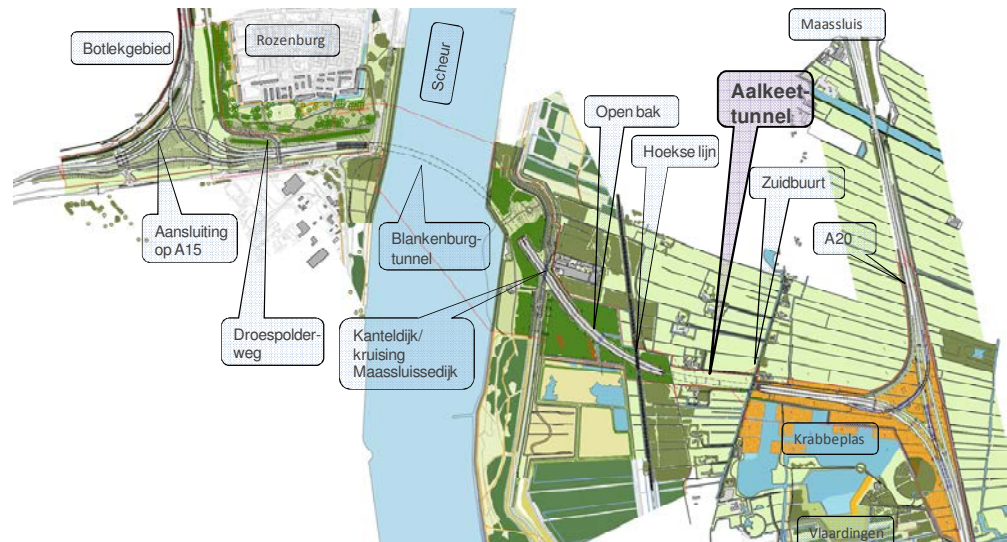 Botlekgebied
Rozenburg
Scheur
Maassluis
Aalkeet-
tunnel
Open bak
Hoekse lijn
Zuidbuurt
A20
Aansluiting
op A15
Blankenburg-
tunnel
Droespolder-
weg
Kanteldijk/
kruising
Maassluissedijk
Krabbeplas
Vlaardingen